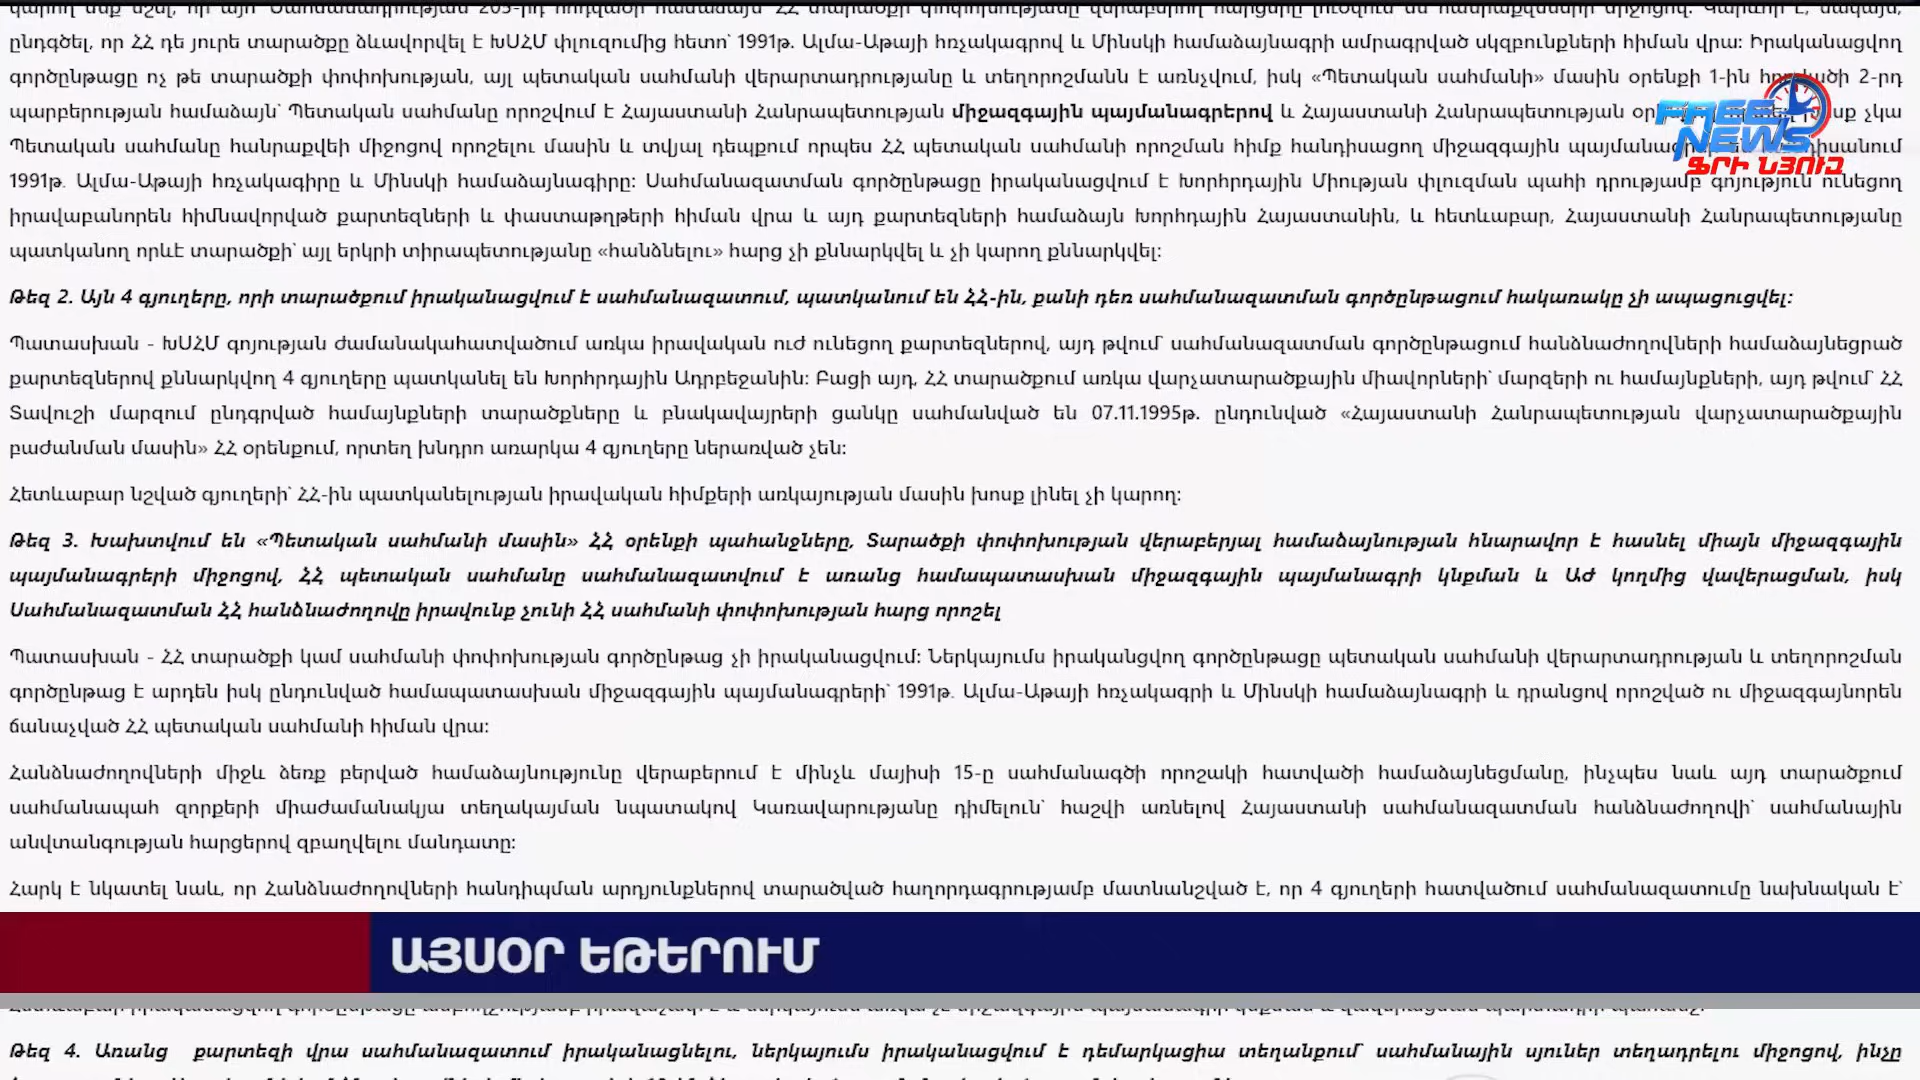 ընդգծել, որ ՀՀ դե յուրե տարածքը ձևավորվել է ԽՍՀՄ փլուզումից հետո՝ 1991թ. Ալմա-Աթայի հռչակագրով և Մինսկի համաձայնագրի ամրագրված սկզբունքների հիման վրա: Իրականացվող
գործընթացը ոչ թե տարածքի փոփոխության, այլ պետական սահմանի վերարտադրությանը և տեղորոշմանն է առնչվում, իսկ «Պետական սահմանի» մասին օրենքի 1-ին 2-րդ
պարբերության համաձայն՝ Պետական սահմանը որոշվում է Հայաստանի Հանրապետության միջազգային պայմանագրերով և Հայաստանի Հանրապետության չկա
FREE NEWS
Պետական սահմանը հանրաքվեի միջոցով որոշելու մասին և տվյալ դեպքում որպես ՀՀ պետական սահմանի որոշման հիմք հանդիսացող միջազգային
ՖՐԻ ՆՅՈՒԶ
1991թ. Ալմա-Աթայի հռչակագիրը և Մինսկի համաձայնագիրը: Սահմանազատման գործընթացը իրականացվում է Խորհրդային Միության փլուզման պահի դրությամբ գոյություն ունեցող
իրավաբանորեն հիմնավորված քարտեզների և փաստաթղթերի հիման վրա և այդ քարտեզների համաձայն Խորհդային Հայաստանին, և հետևաբար, Հայաստանի Հանրապետությանը
պատկանող որևէ տարածքի՝ այլ երկրի տիրապետությանը «հանձնելու» հարց չի քննարկվել և չի կարող քննարկվել:
Թեզ 2. Այն 4 գյուղերը, որի տարածքում իրականացվում է սահմանազատում, պատկանում են ՀՀ-ին, քանի դեռ սահմանազատման գործընթացում հակառակը չի ապացուցվել:
Պատասխան - ԽՍՀՄ գոյության ժամանակահատվածում առկա իրավական ուժ ունեցող քարտեզներով, այդ թվում՝ սահմանազատման գործընթացում հանձնաժողովների համաձայնեցրած
քարտեզներով քննարկվող 4 գյուղերը պատկանել են Խորհրդային Ադրբեջանին: Բացի այդ, ՀՀ տարածքում առկա վարչատարածքային միավորների՝ մարզերի ու համայնքների, այդ թվում՝ ՀՀ
Տավուշի մարզում ընդգրված համայնքների տարածքները և բնակավայրերի ցանկը սահմանված են 07.11.1995թ. ընդունված «Հայաստանի Հանրապետության վարչատարածքային
բաժանման մասին» ՀՀ օրենքում, որտեղ խնդրո առարկա 4 գյուղերը ներառված չեն:
Հետևաբար նշված գյուղերի՝ ՀՀ-ին պատկանելության իրավական հիմքերի առկայության մասին խոսք լինել չի կարող:
Թեզ 3. Խախտվում են «Պետական սահմանի մասին» ՀՀ օրենքի պահանջները, Տարածքի փոփոխության վերաբերյալ համաձայնության հնարավոր է հասնել միայն միջազգային
պայմանագրերի միջոցով, ՀՀ պետական սահմանը սահմանազատվում է առանց համապատասխան միջազգային պայմանագրի կնքման և ԱԺ կողմից վավերացման, իսկ
Սահմանազատման ՀՀ հանձնաժողովը իրավունք չունի ՀՀ սահմանի փոփոխության հարց որոշել
Պատասխան - ՀՀ տարածքի կամ սահմանի փոփոխության գործընթաց չի իրականացվում: Ներկայումս իրականցվող գործընթացը պետական սահմանի վերարտադրության և տեղորոշման
գործընթաց է արդեն իսկ ընդունված համապատասխան միջազգային պայմանագրերի՝ 1991թ. Ալմա-Աթայի հռչակագրի և Մինսկի համաձայնագրի և դրանցով որոշված ու միջազգայնորեն
ճանաչված ՀՀ պետական սահմանի հիման վրա:
Հանձնաժողովների միջև ձեռք բերված համաձայնությունը վերաբերում է մինչև մայիսի 15-ը սահմանագծի որոշակի հատվածի համաձայնեցմանը, ինչպես նաև այդ տարածքում
սահմանապահ զորքերի միաժամանակյա տեղակայման նպատակով Կառավարությանը դիմելուն՝ հաշվի առնելով Հայաստանի սահմանազատման հանձնաժողովի՝ սահմանային
անվտանգության հարցերով զբաղվելու մանդատը:
Հարկ է նկատել նաև, որ Հանձնաժողովների հանդիպման արդյունքներով տարածված հաղորդագրությամբ մատնանշված է, որ 4 գյուղերի հատվածում սահմանազատումը նախնական է՝
ԱՅՍՕՐ ԵԹԵՐՈՒՄ
Թեզ 4. Առանց քարտեզի վրա սահմանազատում իրականացնելու, ներկայումս իրականացվում է դեմարկացիա տեղանքում՝ սահմանային սյուներ տեղադրելու միջոցով, ինչը